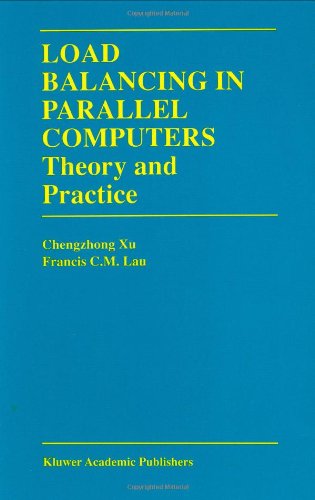 LOAD
BALANCING IN
PARALLEL
COMPUTERS
Theory and
Practice
Chengzhong Xu
Francis C.M. Lau
Kluwer Academic Publishers